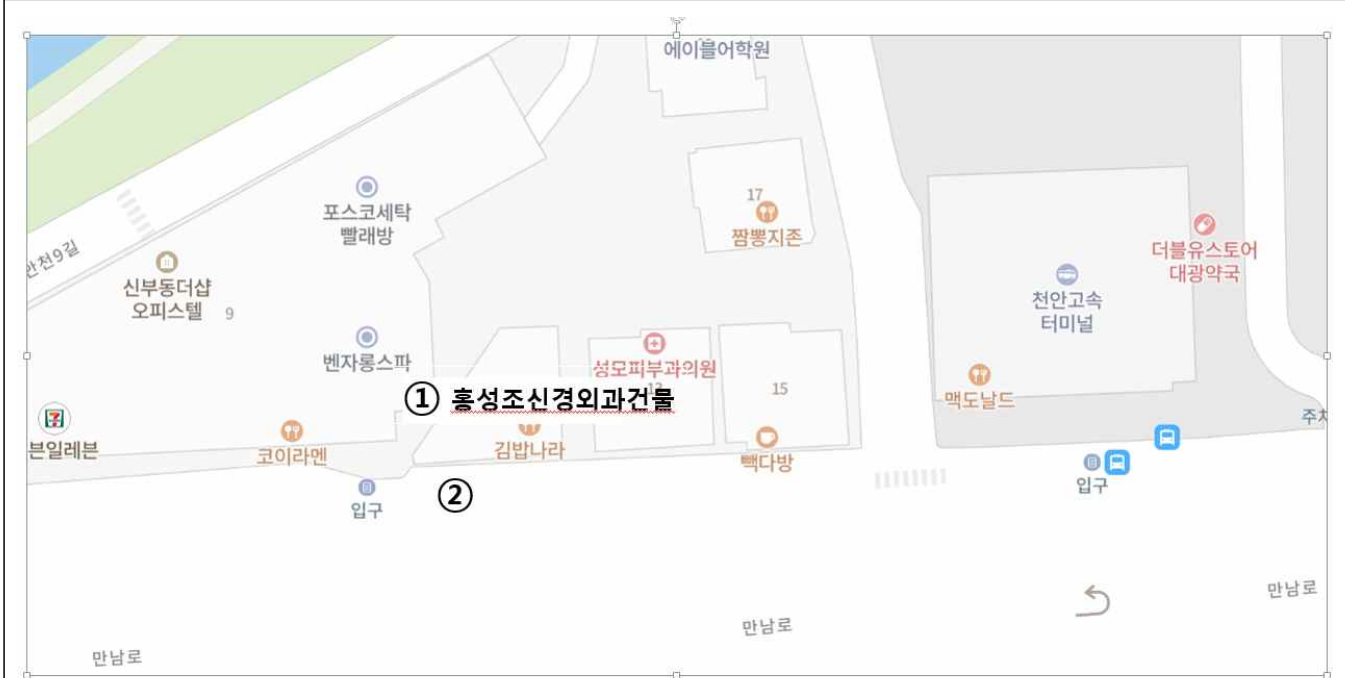 에이블어학원
17
짬뽕지존
포스코세탁
빨래방
신부동더샵
오피스텔 9
더블유스토어
대광약국
천안고속
터미널
벤자롱스파
성모피부과의원
13
15
① 홍성조신경외과건물
맥도날드
븐일레븐
코이라멘
김밥나라
빽다방
입구
②
입구
만남로
만남로
만남로